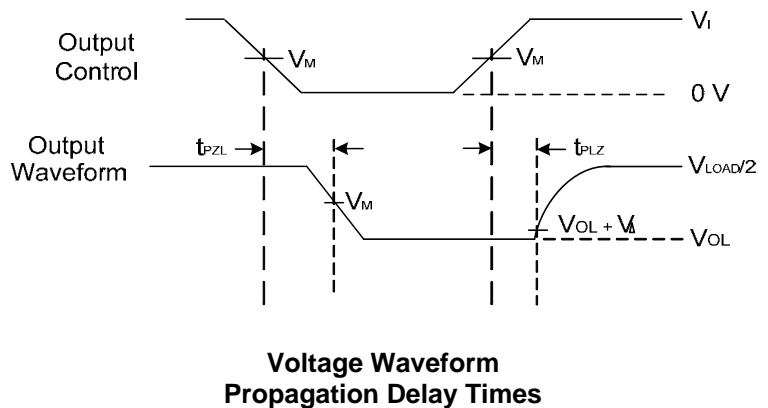 Output
Control
VM
VM
VI
0 V
Output
Waveform
tPZL
tPLZ
VLOAD/2
VM
VOL + VΔ
VOL
Voltage Waveform
Propagation Delay Times